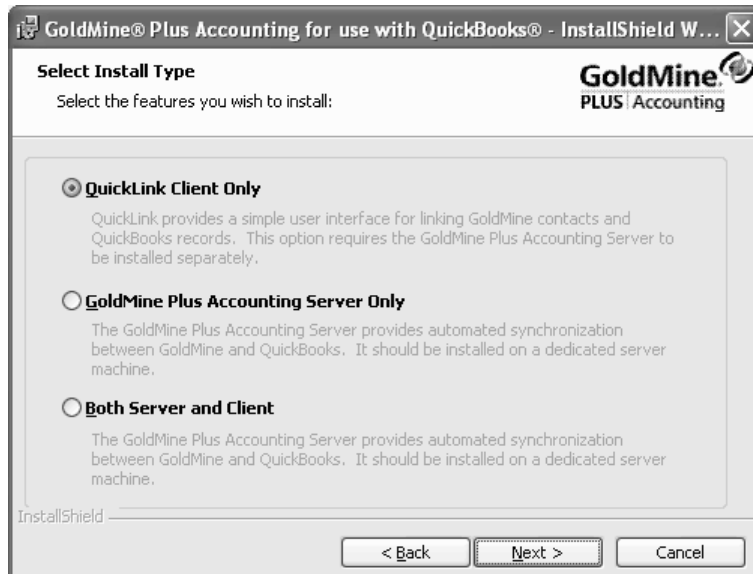 GoldMine® Plus Accounting for use with QuickBooks® - InstallShield W...
Select Install Type
Select the features you wish to install:
GoldMine®
PLUS Accounting
QuickLink Client Only
QuickLink provides a simple user interface for linking GoldMine contacts and
QuickBooks records. This option requires the GoldMine Plus Accounting Server to
be installed separately.
GoldMine Plus Accounting Server Only
The GoldMine Plus Accounting Server provides automated synchronization
between GoldMine and QuickBooks. It should be installed on a dedicated server
machine.
Both Server and Client
The GoldMine Plus Accounting Server provides automated synchronization
between GoldMine and QuickBooks. It should be installed on a dedicated server
machine.
InstallShield
< Back Next > Cancel